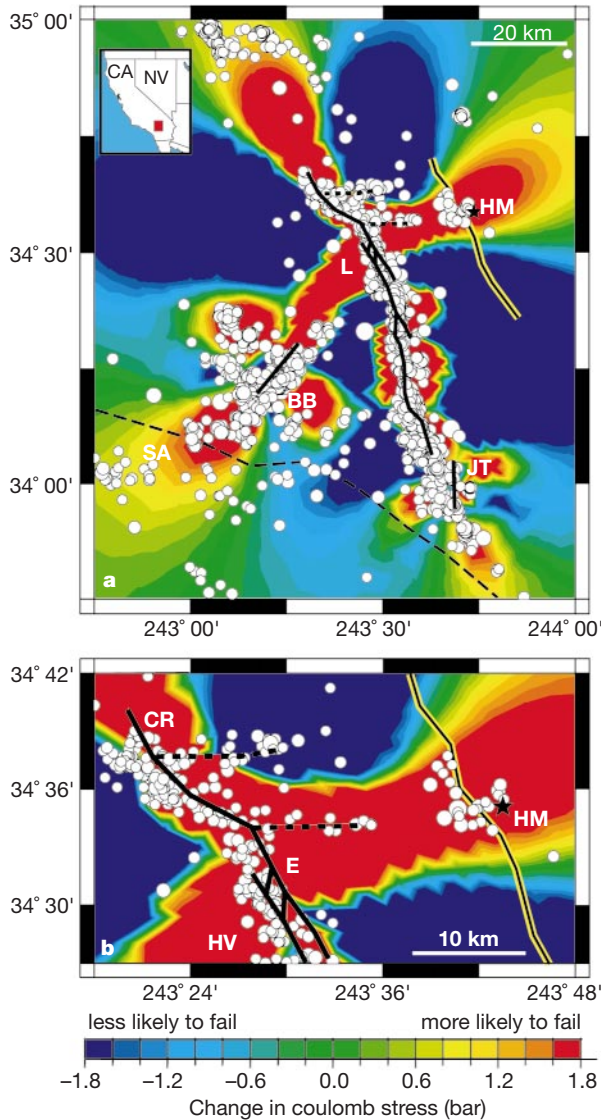 35° 00'
20 km
CA NV
HM
34° 30'
L
BB
SA
JT
34° 00'
a
243° 00' 243° 30' 244° 00'
34° 42'
CR
34° 36'
HM
E
34° 30'
HV
b
10 km
243° 24' 243° 36' 243° 48'
less likely to fail more likely to fail
−1.8 −1.2 −0.6 0.0 0.6 1.2 1.8
Change in coulomb stress (bar)